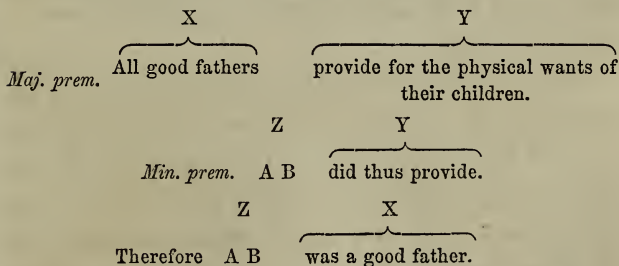 X Y
Maj. prem. All good fathers provide for the physical wants of
their children.
Z Y
Min. prem. A B did thus provide.
Z X
Therefore A B was a good father.